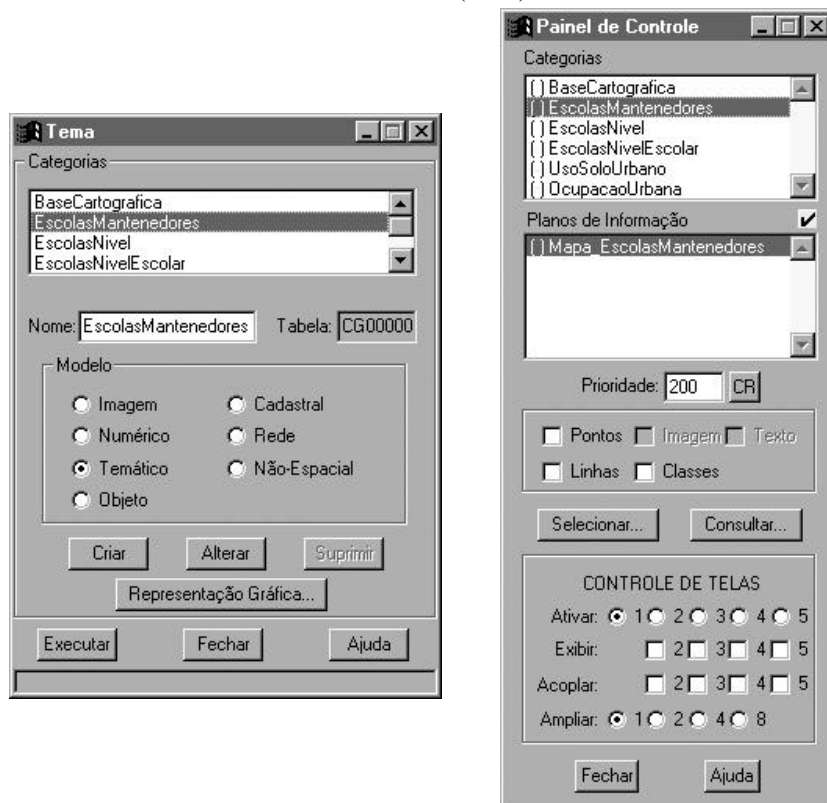 Tema
Categorias
BaseCartografica
EscolasMantenedores
EscolasNivel
EscolasNivelEscolar
Nome: EscolasMantenedores Tabela: CG00000
Modelo
Imagem Cadastral
Numérico Rede
Temático Não-Espacial
Objeto
Criar Alterar Suprimir
Representação Gráfica...
Executar Fechar Ajuda
Painel de Controle
Categorias
( ) BaseCartografica
( ) EscolasMantenedores
( ) EscolasNivel
( ) EscolasNivelEscolar
( ) UsoSoloUrbano
( ) OcupacaoUrbana
Planos de Informação
( ) Mapa_EscolasMantenedores
Prioridade: 200 CR
Pontos Imagem Texto
Linhas Classes
Selecionar... Consultar...
CONTROLE DE TELAS
Ativar: 1 2 3 4 5
Exibir: 2 3 4 5
Acoplar: 2 3 4 5
Ampliar: 1 2 4 8
Fechar Ajuda